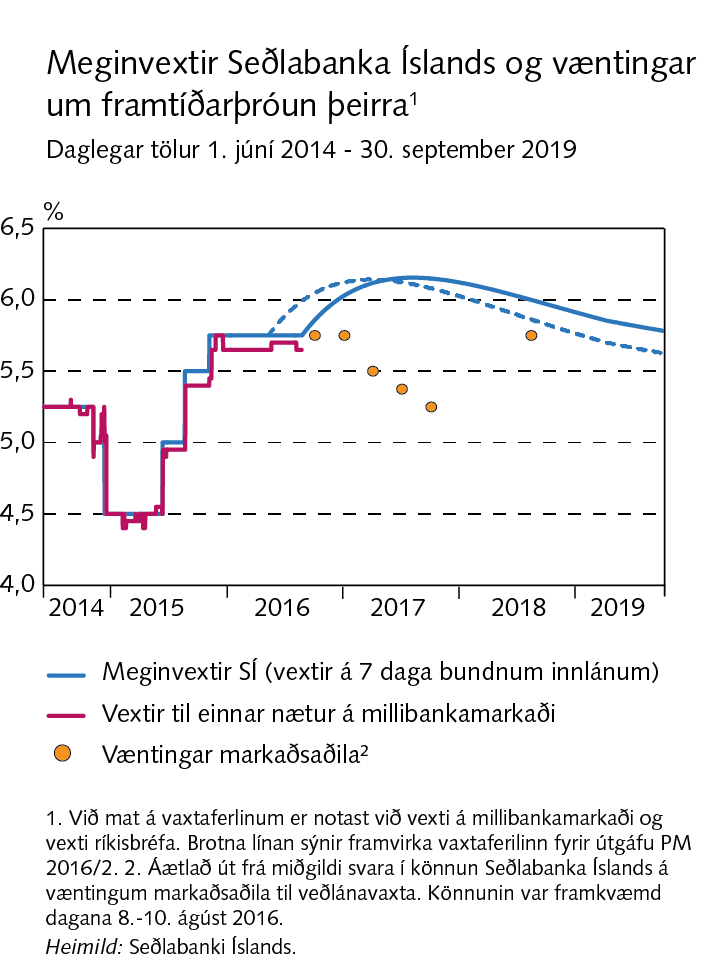 Meginvextir Seðlabanka Íslands og væntingar
um framtíðarþróun þeirra¹
Daglegar tölur 1. júní 2014 - 30. september 2019
%
6,5
6,0
5,5
5,0
4,5
4,0
2014 2015 2016 2017 2018 2019
Meginvextir SÍ (vextir á 7 daga bundnum innlánum)
Vextir til einnar nætur á millibankamarkaði
Væntingar markaðsaðila²
1. Við mat á vaxtaferlinum er notast við vexti á millibankamarkaði og
vexti ríkisbréfa. Brotna línan sýnir framvirka vaxtaferilinn fyrir útgáfu PM
2016/2. 2. Áætlað út frá miðgildi svara í könnun Seðlabanka Íslands á
væntingum markaðsaðila til veðlánavaxta. Könnunin var framkvæmd
dagana 8.-10. ágúst 2016.
Heimild: Seðlabanki Íslands.